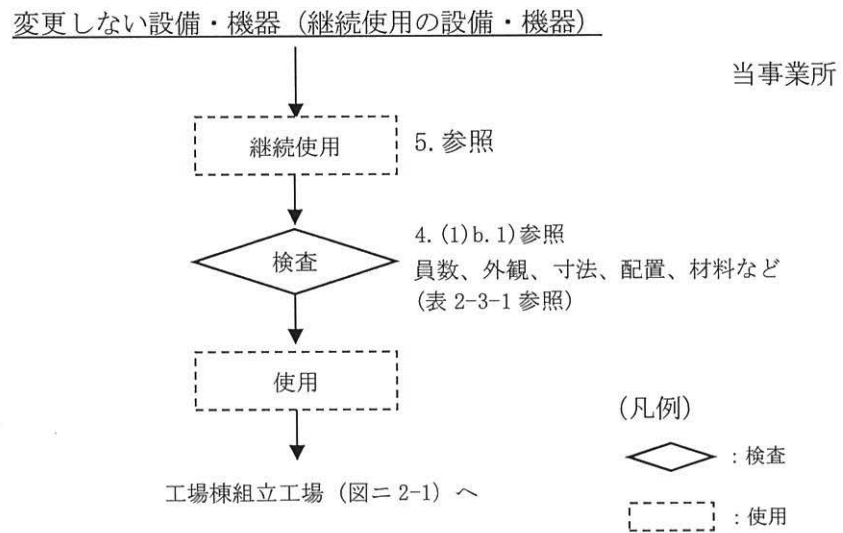 変更しない設備・機器（継続使用の設備・機器）
当事業所
継続使用
5. 参照
検査
4. (1)b. 1)参照
員数、外観、寸法、配置、材料など
(表 2-3-1 参照)
使用
工場棟組立工場（図ニ 2-1）へ
(凡例)
：検査
：使用